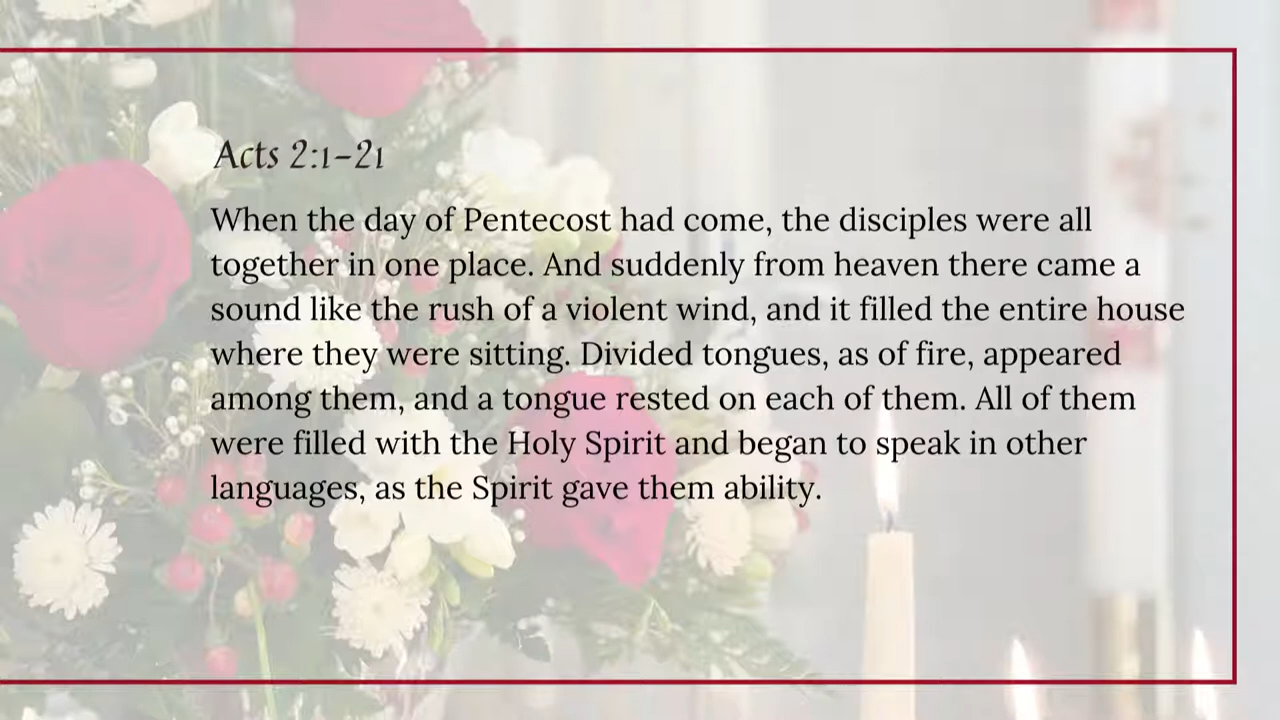 Acts 2:1–21
When the day of Pentecost had come, the disciples were all
together in one place. And suddenly from heaven there came a
sound like the rush of a violent wind, and it filled the entire house
where they were sitting. Divided tongues, as of fire, appeared
among them, and a tongue rested on each of them. All of them
were filled with the Holy Spirit and began to speak in other
languages, as the Spirit gave them ability.